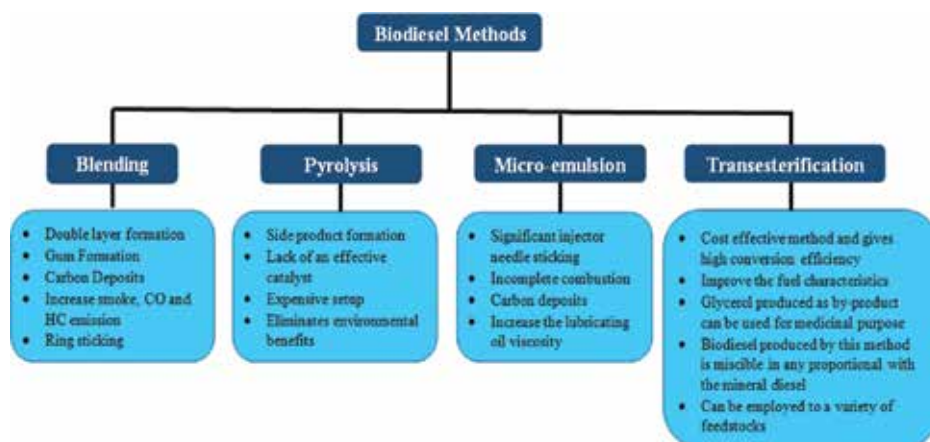 Biodiesel Methods
Blending
• Double layer formation
• Gum Formation
• Carbon Deposits
• Increase smoke, CO and
HC emission
• Ring sticking
Pyrolysis
• Side product formation
• Lack of an effective
catalyst
• Expensive setup
• Eliminates environmental
benefits
Micro-emulsion
• Significant injector
needle sticking
• Incomplete combustion
• Carbon deposits
• Increase the lubricating
oil viscosity
Transesterification
• Cost effective method and gives
high conversion efficiency
• Improve the fuel characteristics
• Glycerol produced as by-product
can be used for medicinal purpose
• Biodiesel produced by this method
is miscible in any proportional with
the mineral diesel
• Can be employed to a variety of
feedstocks